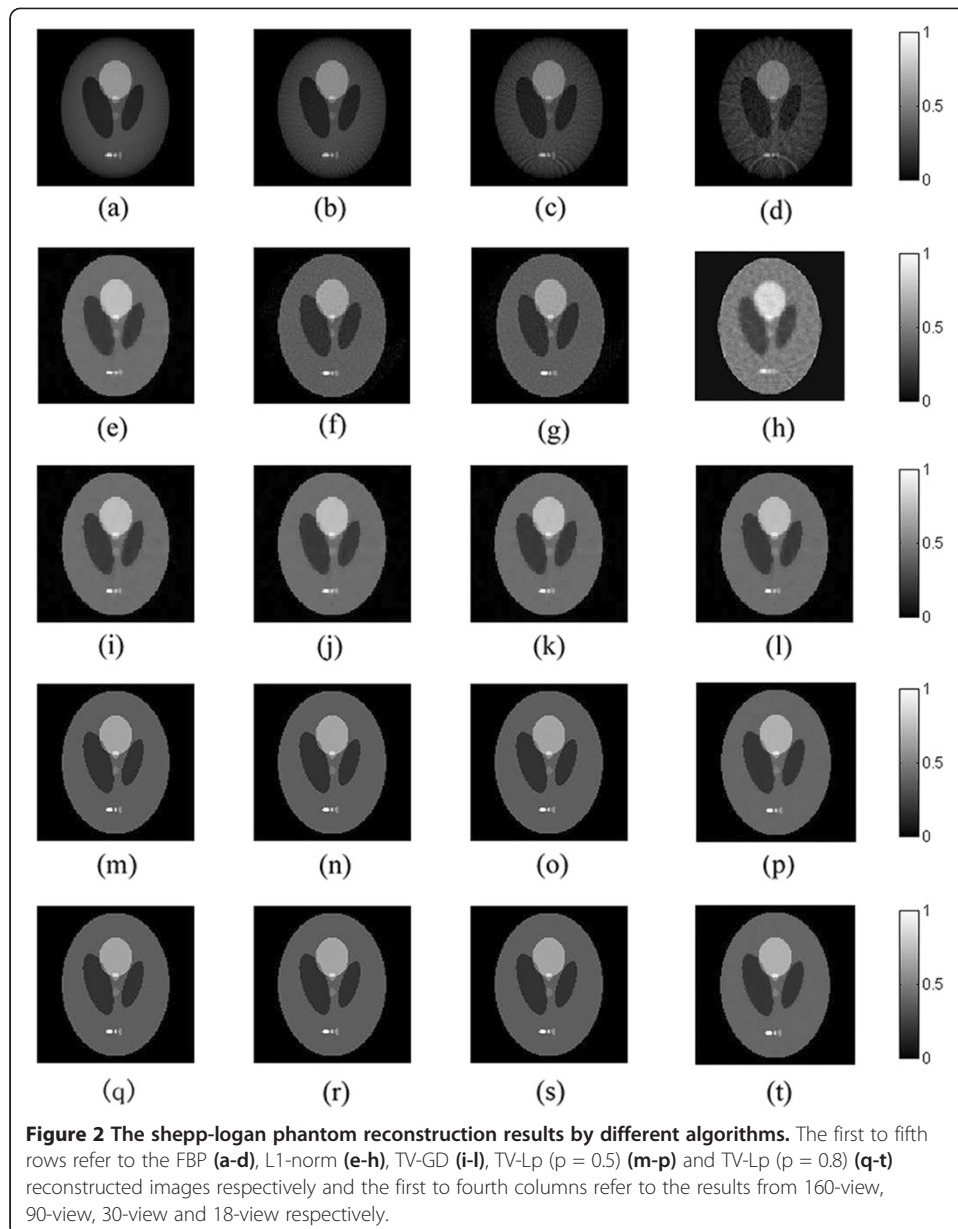 1
0.5
0
(a) (b) (c) (d)
1
0.5
0
(e) (f) (g) (h)
1
0.5
0
(i) (j) (k) (l)
1
0.5
0
(m) (n) (o) (p)
1
0.5
0
(q) (r) (s) (t)
Figure 2 The shepp-logan phantom reconstruction results by different algorithms. The first to fifth
rows refer to the FBP (a-d), L1-norm (e-h), TV-GD (i-l), TV-Lp (p = 0.5) (m-p) and TV-Lp (p = 0.8) (q-t)
reconstructed images respectively and the first to fourth columns refer to the results from 160-view,
90-view, 30-view and 18-view respectively.